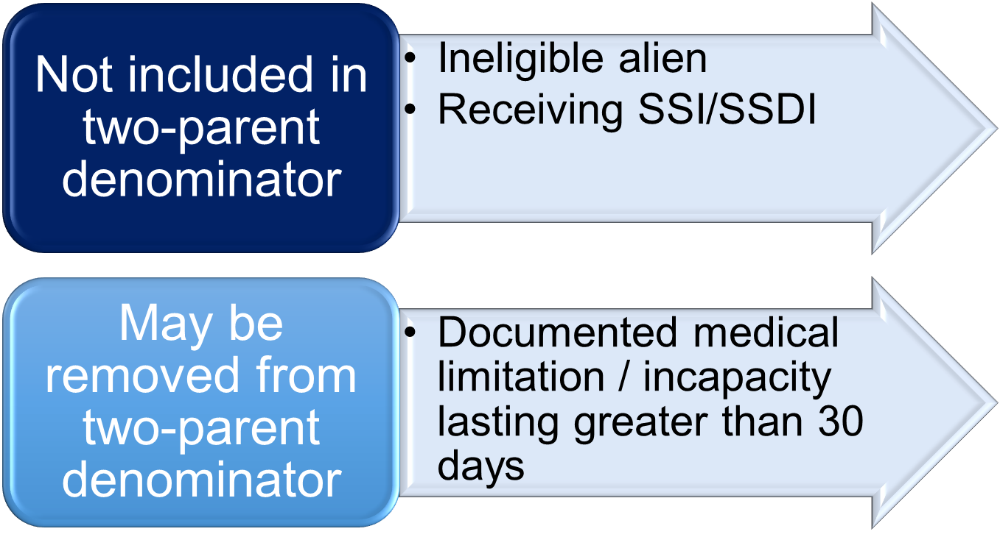 Not included in
two-parent
denominator
• Ineligible alien
• Receiving SSI/SSDI
May be
removed from
two-parent
denominator
• Documented medical
limitation / incapacity
lasting greater than 30
days